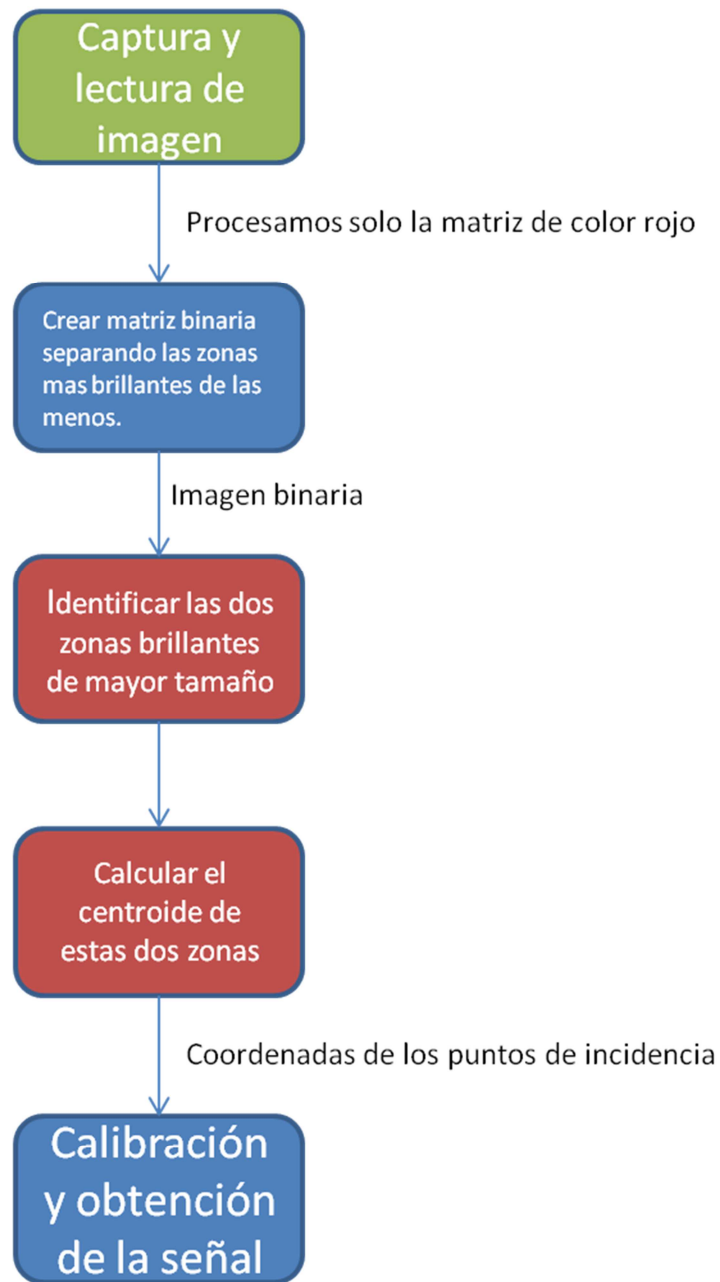 Captura y
lectura de
imagen
Procesamos solo la matriz de color rojo
Crear matriz binaria
separando las zonas
mas brillantes de las
menos.
Imagen binaria
Identificar las dos
zonas brillantes
de mayor tamaño
Calcular el
centroide de
estas dos zonas
Coordenadas de los puntos de incidencia
Calibración
y obtención
de la señal